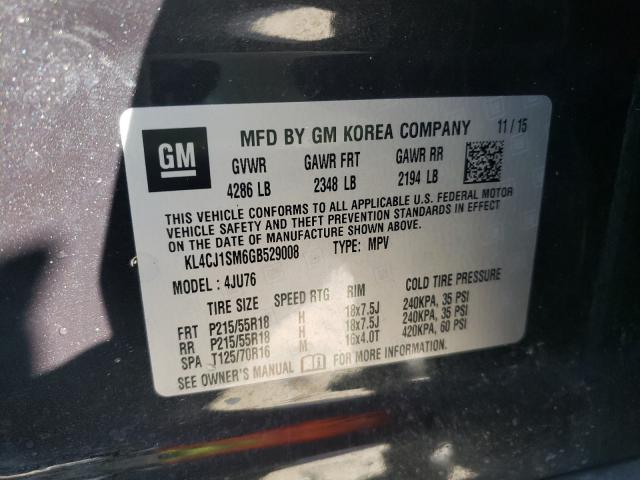 GM
MFD BY GM KOREA COMPANY 11 / 15
GVWR GAWR FRT GAWR RR
4286 LB 2348 LB 2194 LB
THIS VEHICLE CONFORMS TO ALL APPLICABLE U.S. FEDERAL MOTOR
VEHICLE SAFETY AND THEFT PREVENTION STANDARDS IN EFFECT
ON THE DATE OF MANUFACTURE SHOWN ABOVE.
KL4CJ1SM6GB529008 TYPE: MPV
MODEL : 4JU76
TIRE SIZE SPEED RTG RIM COLD TIRE PRESSURE
FRT P215/55R18 H 18x7.5J 240KPA, 35 PSI
RR P215/55R18 H 18x7.5J 240KPA, 35 PSI
SPA T125/70R16 M 16x4.0T 420KPA, 60 PSI
SEE OWNER'S MANUAL FOR MORE INFORMATION.